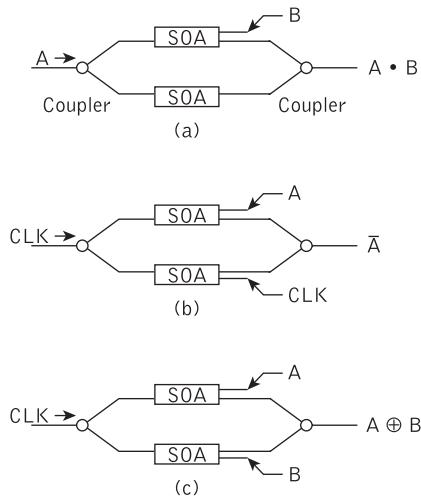 B
SOA
A
A • B
Coupler
SOA
Coupler
(a)
A
SOA
CLK
A̅
SOA
CLK
(b)
A
SOA
CLK
A ⊕ B
SOA
B
(c)